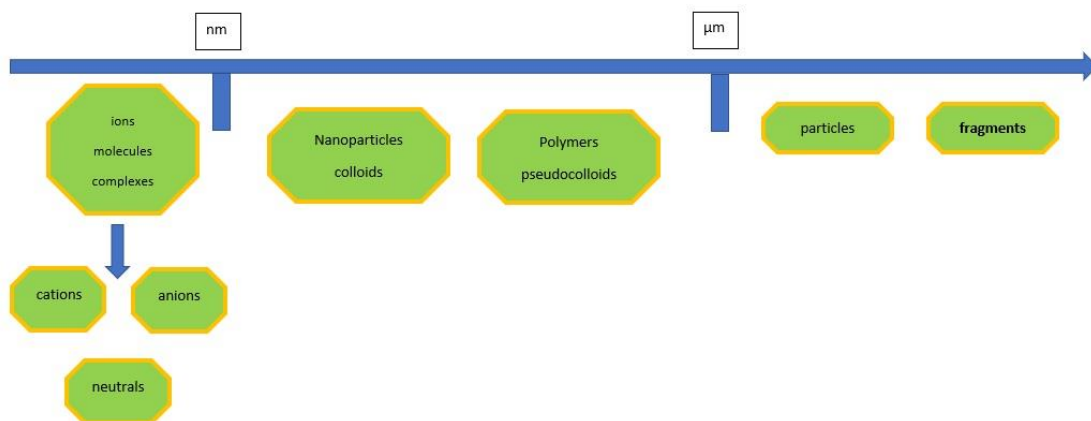 nm
µm
ions
molecules
complexes
Nanoparticles
colloids
Polymers
pseudocolloids
particles
fragments
cations
anions
neutrals